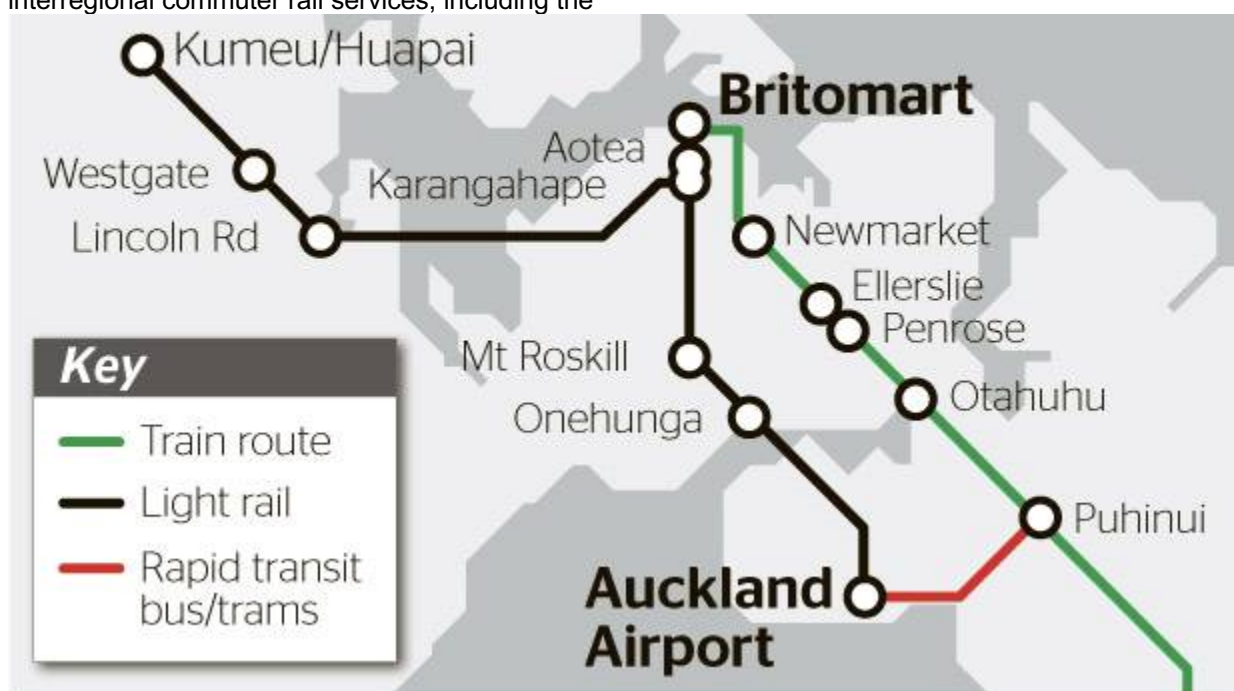 interregional commuter rail services, including the
Kumeu/Huapai
Britomart
Aotea
Westgate
Karangahape
Lincoln Rd
Newmarket
Ellerslie
Penrose
Key
Mt Roskill
Otahuhu
Onehunga
Train route
Light rail
Puhinui
Rapid transit
bus/trams
Auckland
Airport